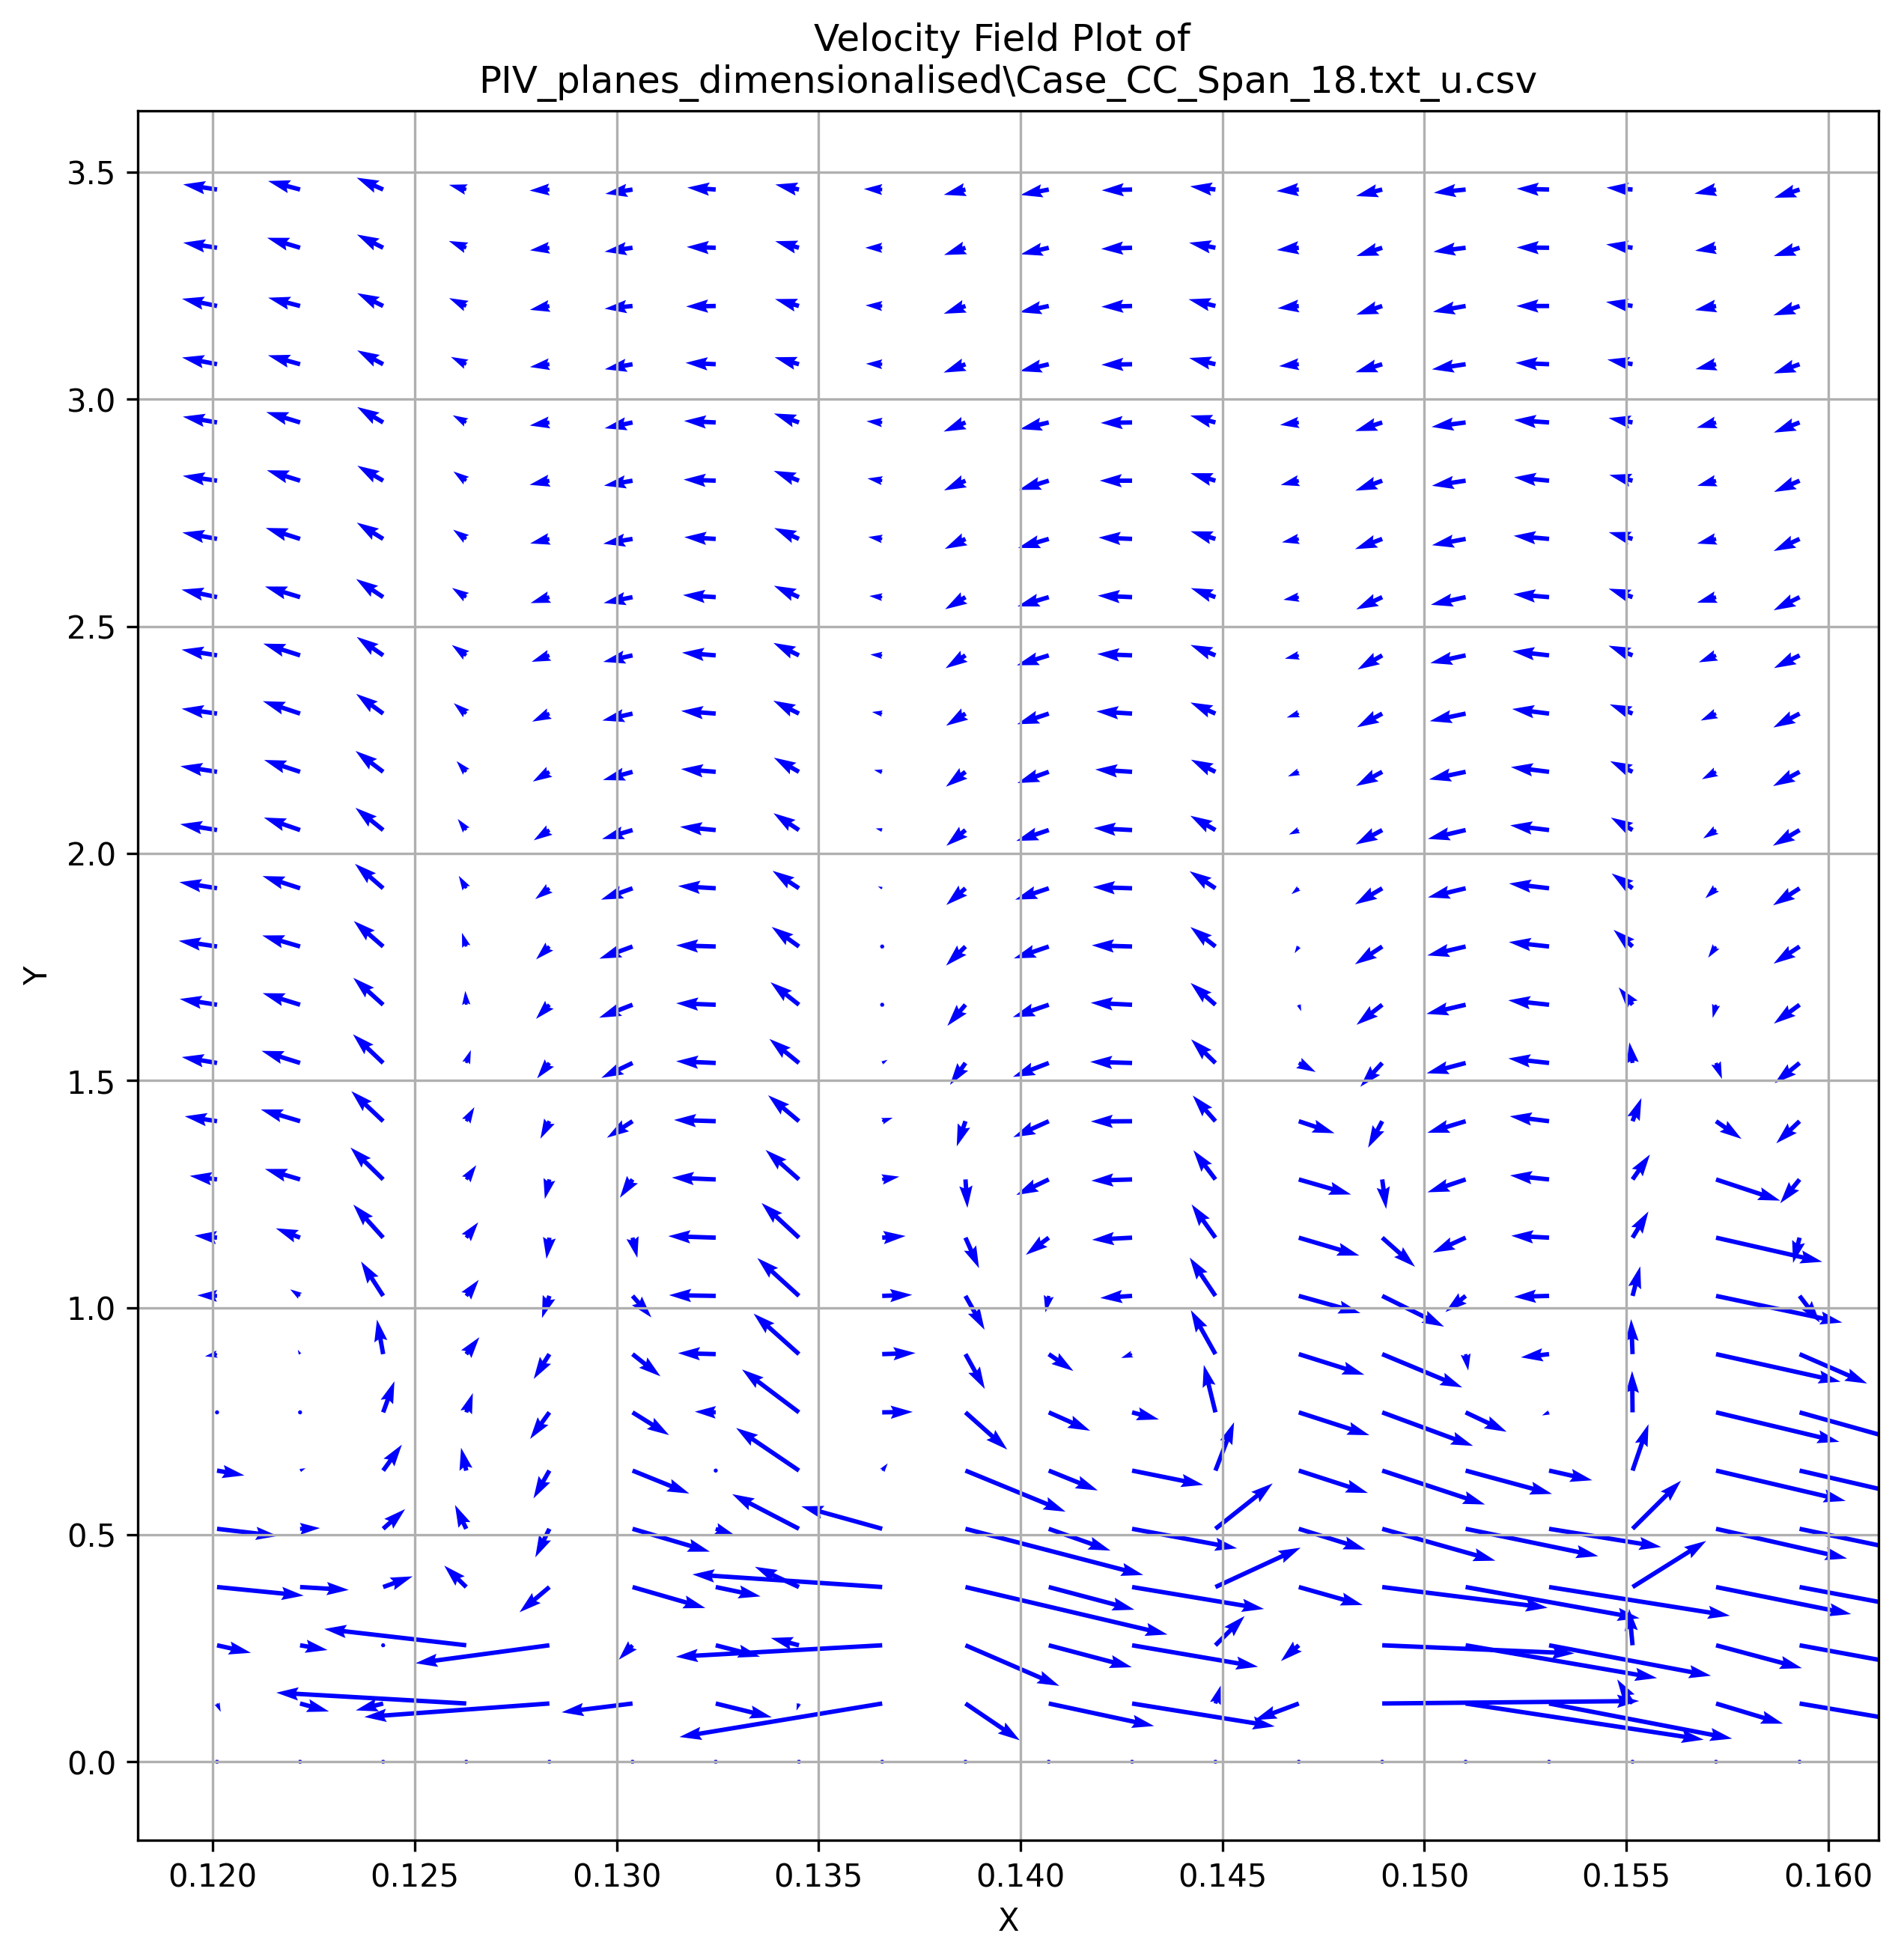 Velocity Field Plot of
PIV_planes_dimensionalised\Case_CC_Span_18.txt_u.csv
3.5
3.0
2.5
2.0
1.5
1.0
0.5
0.0
Y
0.120 0.125 0.130 0.135 0.140 0.145 0.150 0.155 0.160
X